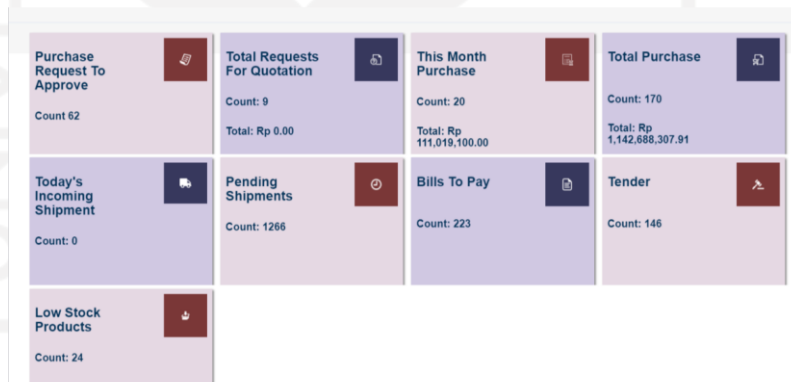 Purchase
Request To
Approve
Count 62
Total Requests
For Quotation
Count: 9
Total: Rp 0.00
This Month
Purchase
Count: 20
Total: Rp
111,019,100.00
Total Purchase
Count: 170
Total: Rp
1,142,688,307.91
Today's
Incoming
Shipment
Count: 0
Pending
Shipments
Count: 1266
Bills To Pay
Count: 223
Tender
Count: 146
Low Stock
Products
Count: 24